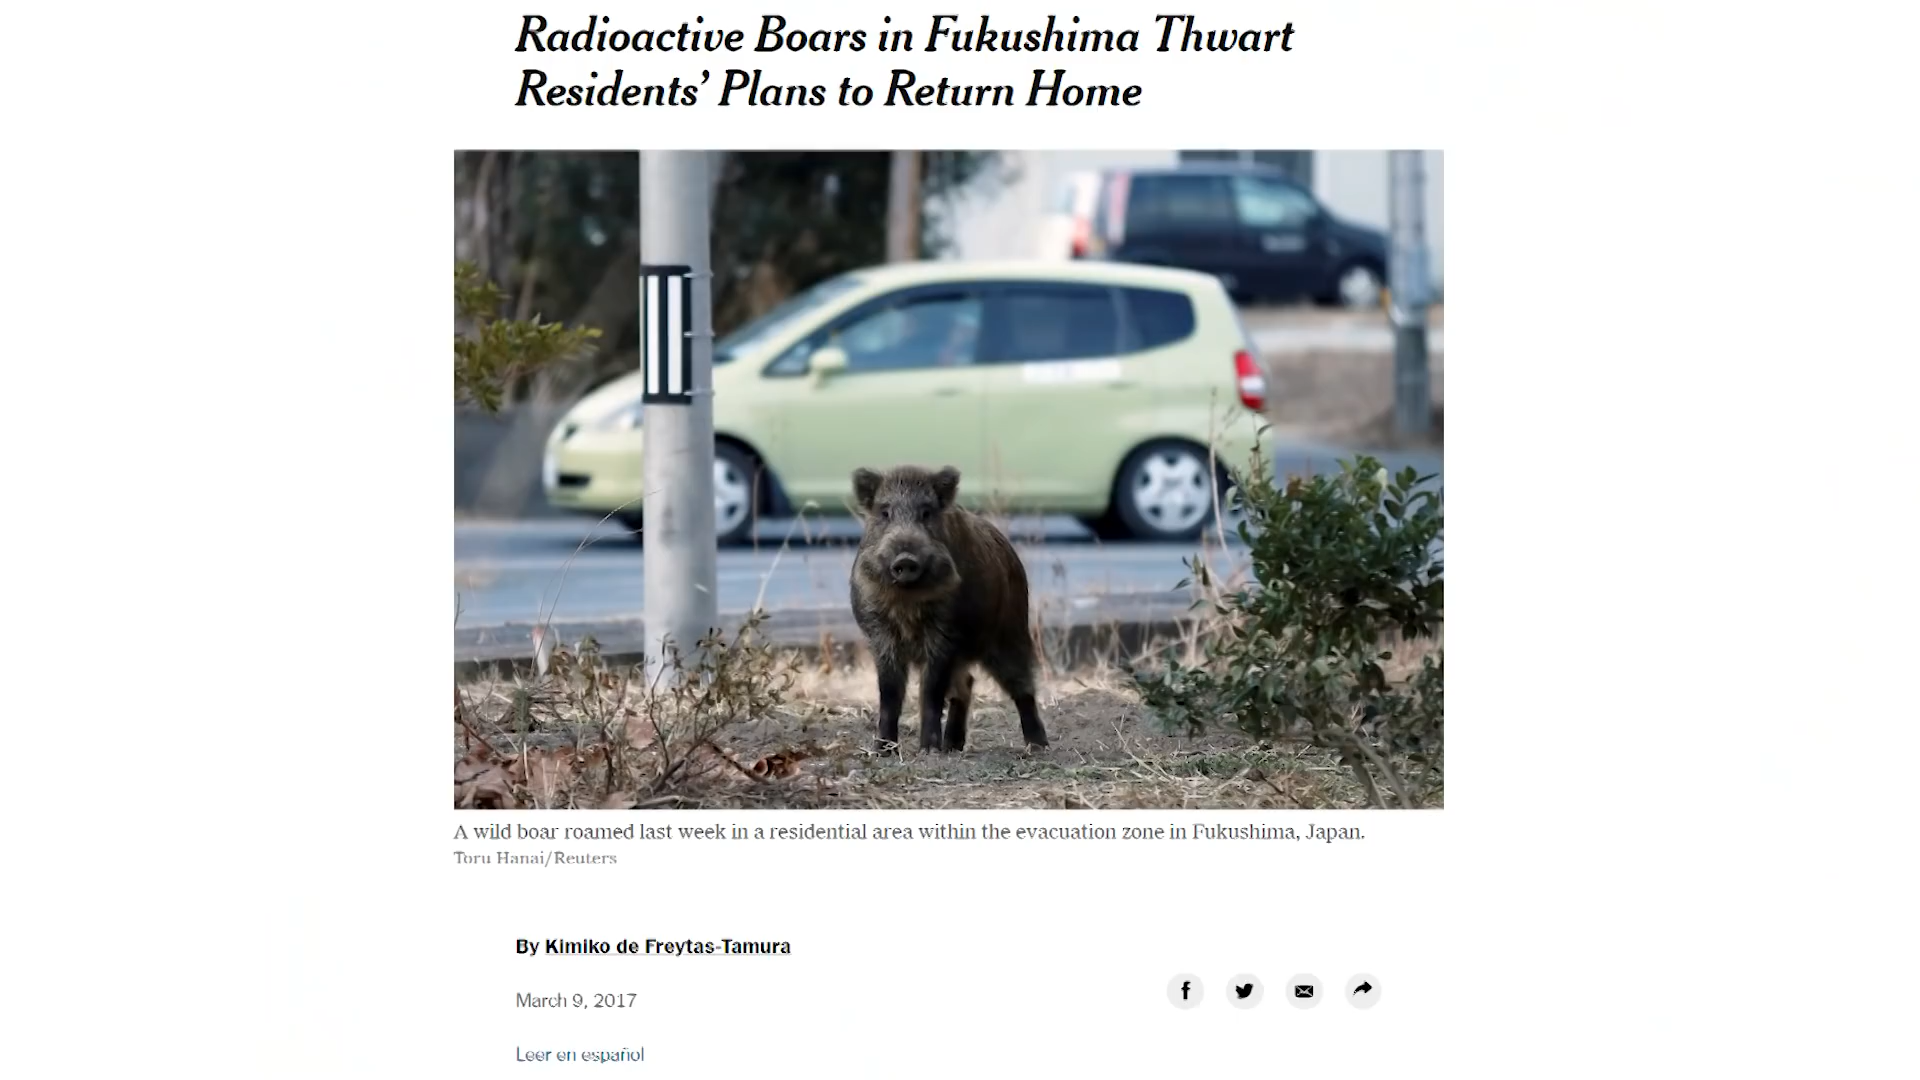 Radioactive Boars in Fukushima Thwart
Residents’ Plans to Return Home
A wild boar roamed last week in a residential area within the evacuation zone in Fukushima, Japan.
Toru Hanai/Reuters
By Kimiko de Freytas-Tamura
March 9, 2017
Leer en español